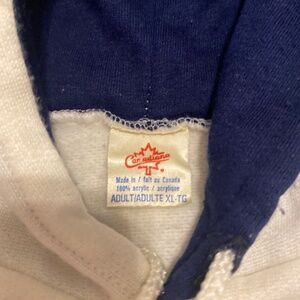 Canadiana
®
Made in / fait au Canada
100% acrylic / acrylique
ADULT/ADULTE XL-TG